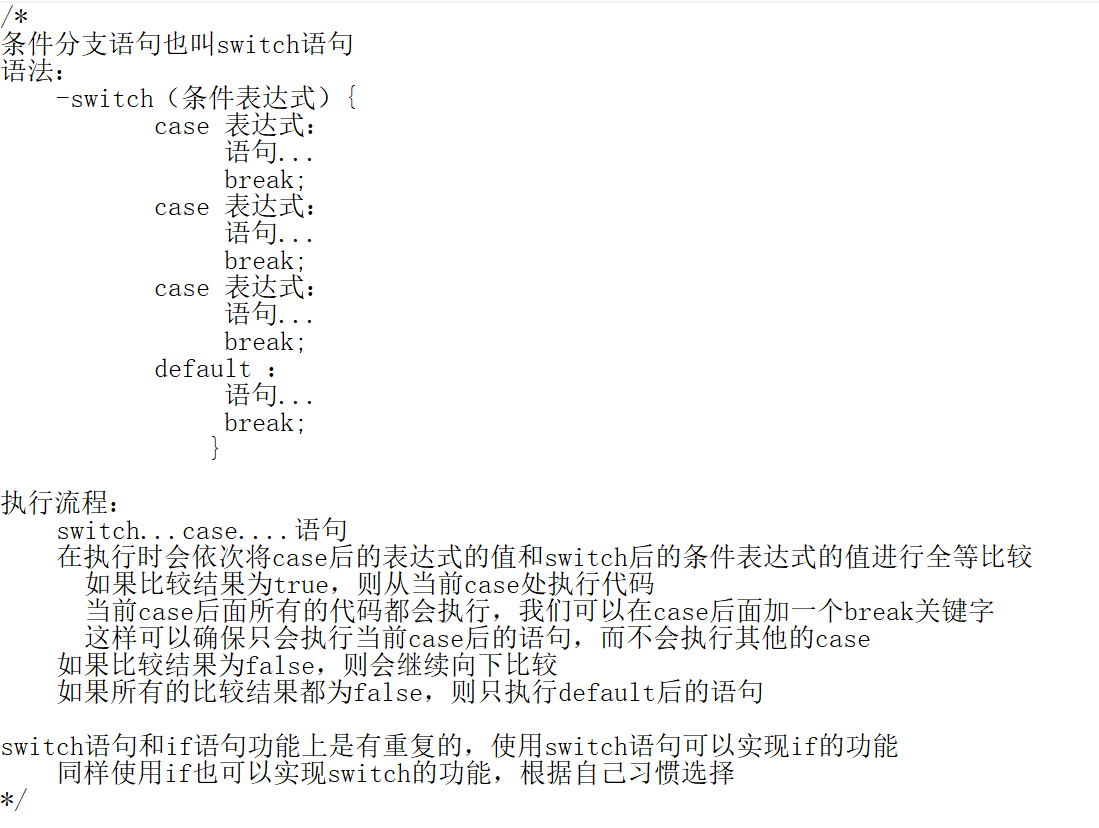 /*
条件分支语句也叫switch语句
语法：
    -switch（条件表达式）{
           case 表达式：
                语句...
                break;
           case 表达式：
                语句...
                break;
           case 表达式：
                语句...
                break;
           default ：
                语句...
                break;
               }
执行流程：
    switch...case....语句
    在执行时会依次将case后的表达式的值和switch后的条件表达式的值进行全等比较
      如果比较结果为true，则从当前case处执行代码
      当前case后面所有的代码都会执行，我们可以在case后面加一个break关键字
      这样可以确保只会执行当前case后的语句，而不会执行其他的case
    如果比较结果为false，则会继续向下比较
    如果所有的比较结果都为false，则只执行default后的语句
switch语句和if语句功能上是有重复的，使用switch语句可以实现if的功能
    同样使用if也可以实现switch的功能，根据自己习惯选择
*/